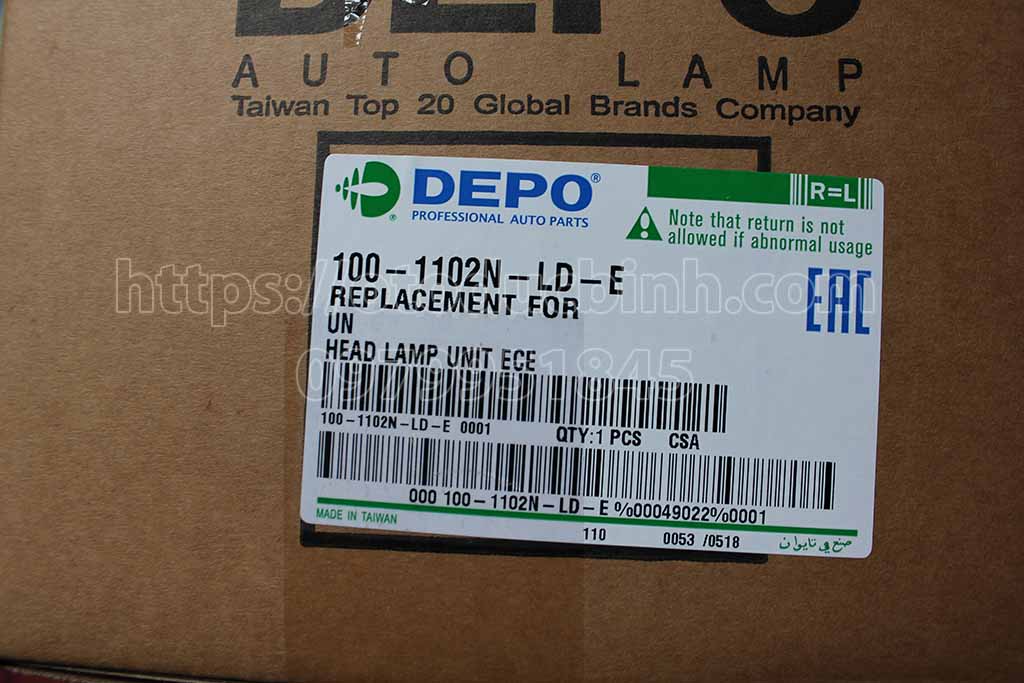 DEPO
AUTO LAMP
Taiwan Top 20 Global Brands Company
DEPO®
PROFESSIONAL AUTO PARTS
R=L
Note that return is not
allowed if abnormal usage
100-1102N-LD-E
REPLACEMENT FOR
UN
HEAD LAMP UNIT ECE
EAC
100-1102N-LD-E 0001
QTY:1 PCS CSA
000 100-1102N-LD-E %00049022%0001
MADE IN TAIWAN
110 0053 /0518 صنع في تايوان
0979951845